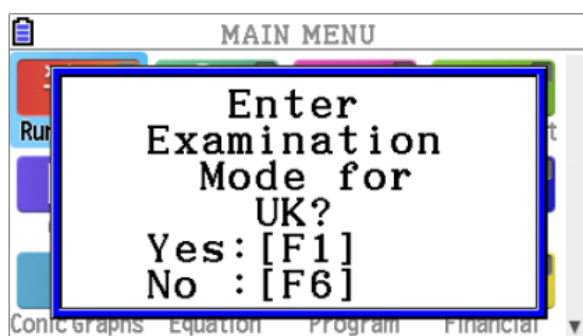 MAIN MENU
Enter
Examination
Mode for
UK?
Yes:[F1]
No :[F6]
Conic Graphs Equation Program Financial